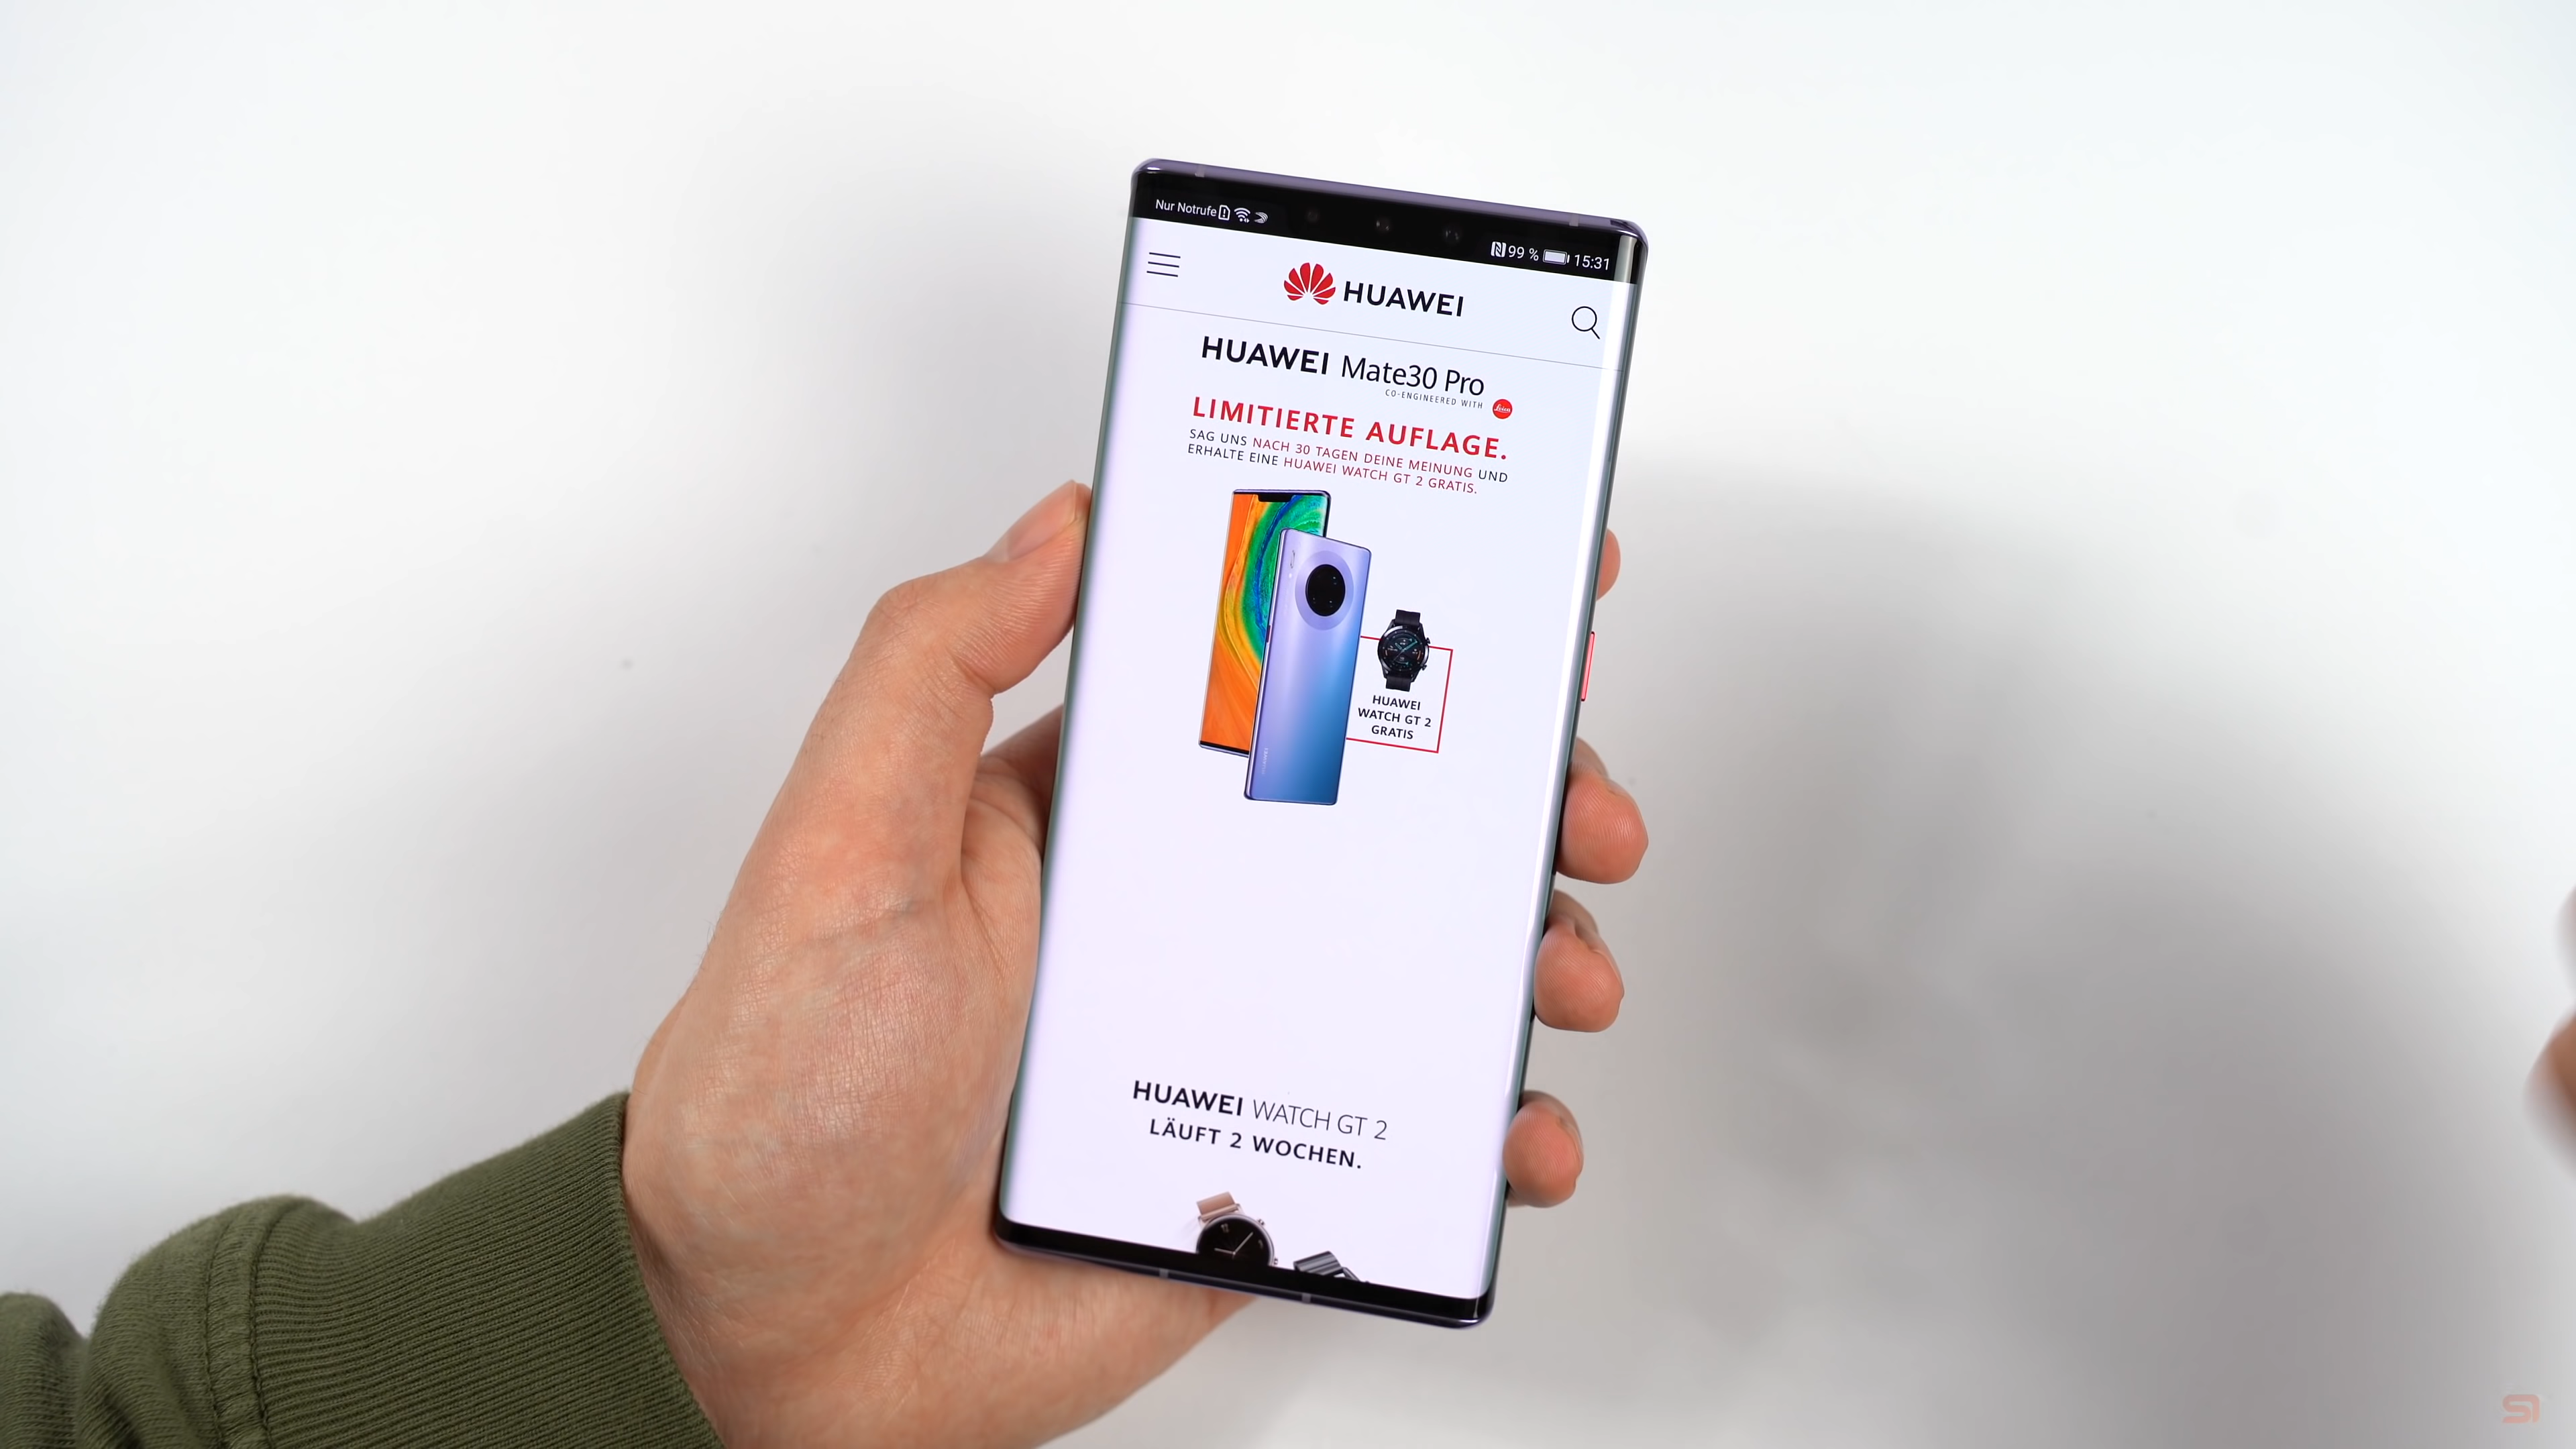 Nur Notrufe
99 % 15:31
HUAWEI
HUAWEI Mate30 Pro
CO-ENGINEERED WITH Leica
LIMITIERTE AUFLAGE.
SAG UNS NACH 30 TAGEN DEINE MEINUNG UND
ERHALTE EINE HUAWEI WATCH GT 2 GRATIS.
HUAWEI
WATCH GT 2
GRATIS
HUAWEI
HUAWEI WATCH GT 2
LÄUFT 2 WOCHEN.